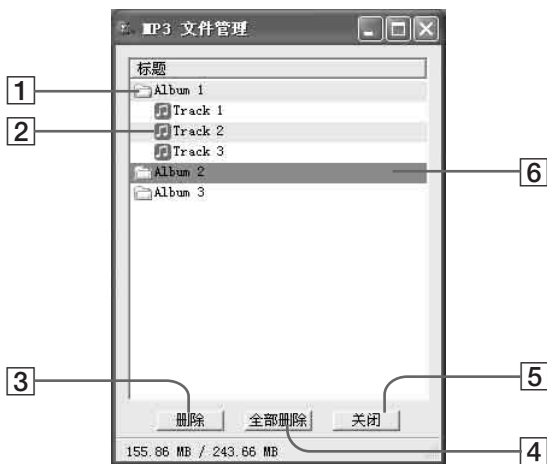 MP3 文件管理
标题
1
Album 1
Track 1
2
Track 2
Track 3
Album 2
6
Album 3
3
5
删除 全部删除 关闭
155.86 MB / 243.66 MB
4